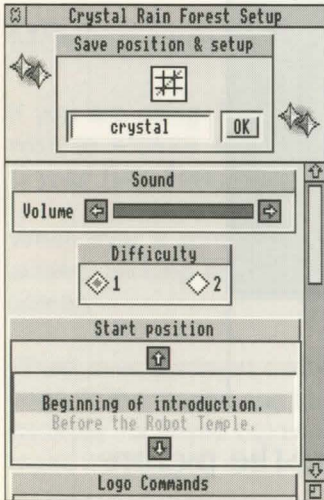 Crystal Rain Forest Setup
Save position & setup
crystal OK
Sound
Volume
Difficulty
1 2
Start position
Beginning of introduction.
Before the Robot Temple.
Logo Commands